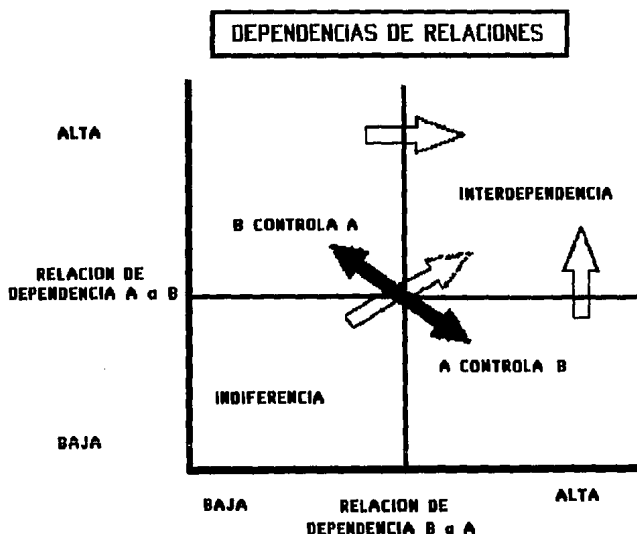 DEPENDENCIAS DE RELACIONES
ALTA
INTERDEPENDENCIA
B CONTROLA A
RELACION DE
DEPENDENCIA A a B
A CONTROLA B
INDIFERENCIA
BAJA
BAJA
RELACION DE
DEPENDENCIA B a A
ALTA